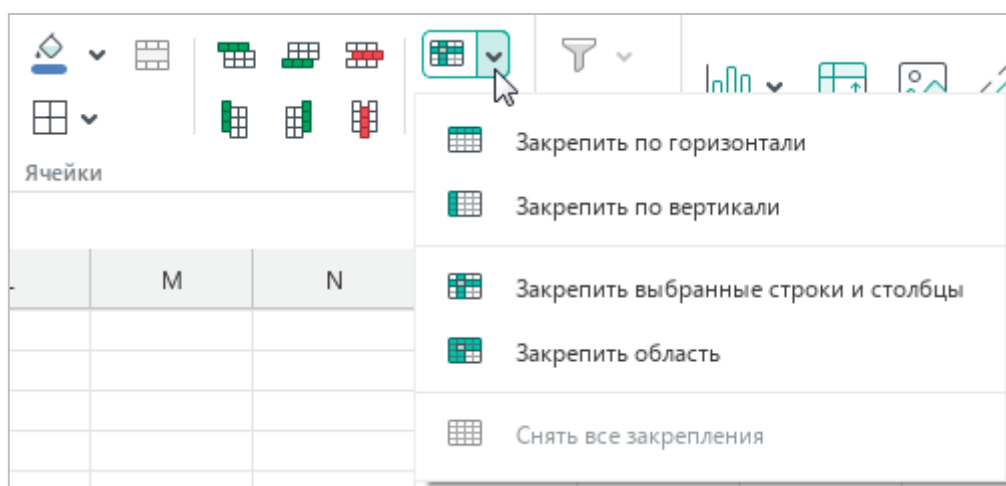 Закрепить по горизонтали
Закрепить по вертикали
Ячейки
M N
Закрепить выбранные строки и столбцы
Закрепить область
Снять все закрепления